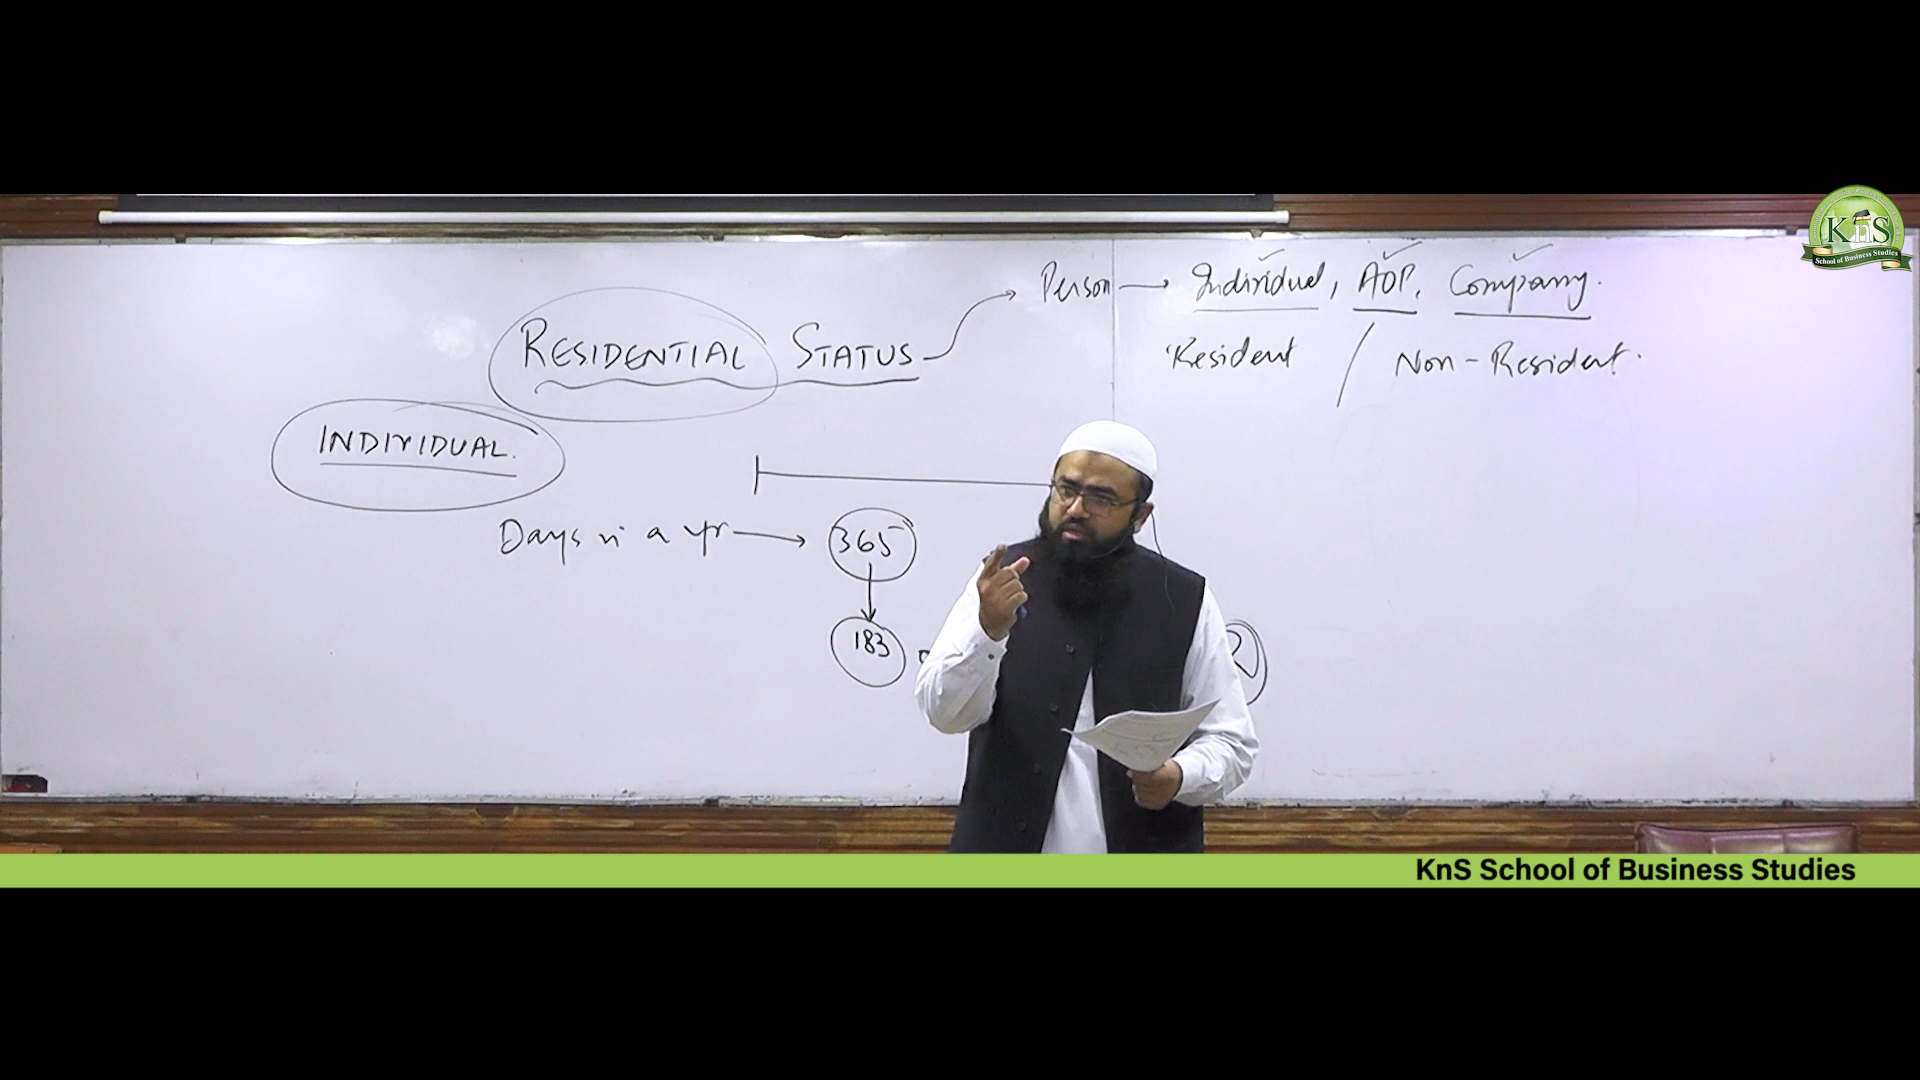 Person → Individual, AOP, Company.
RESIDENTIAL STATUS
Resident / Non-Resident.
INDIVIDUAL.
Days in a yr → 365
183
R
KnS
School of Business Studies
KnS School of Business Studies